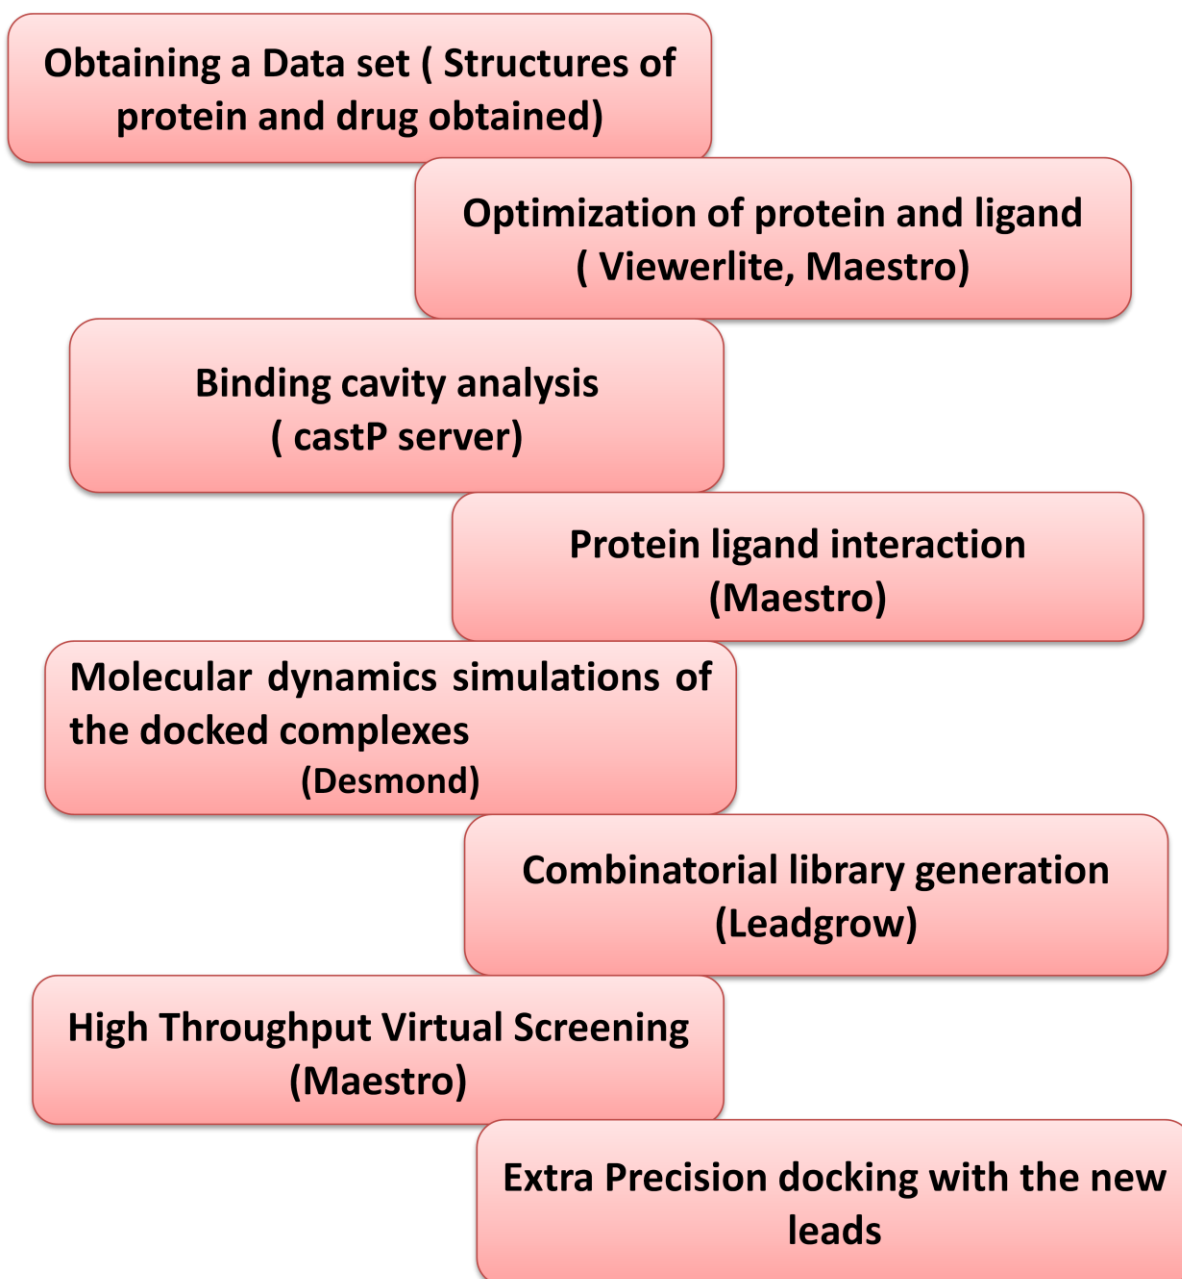 Obtaining a Data set ( Structures of
protein and drug obtained)
Optimization of protein and ligand
( Viewerlite, Maestro)
Binding cavity analysis
( castP server)
Protein ligand interaction
(Maestro)
Molecular dynamics simulations of
the docked complexes
(Desmond)
Combinatorial library generation
(Leadgrow)
High Throughput Virtual Screening
(Maestro)
Extra Precision docking with the new
leads